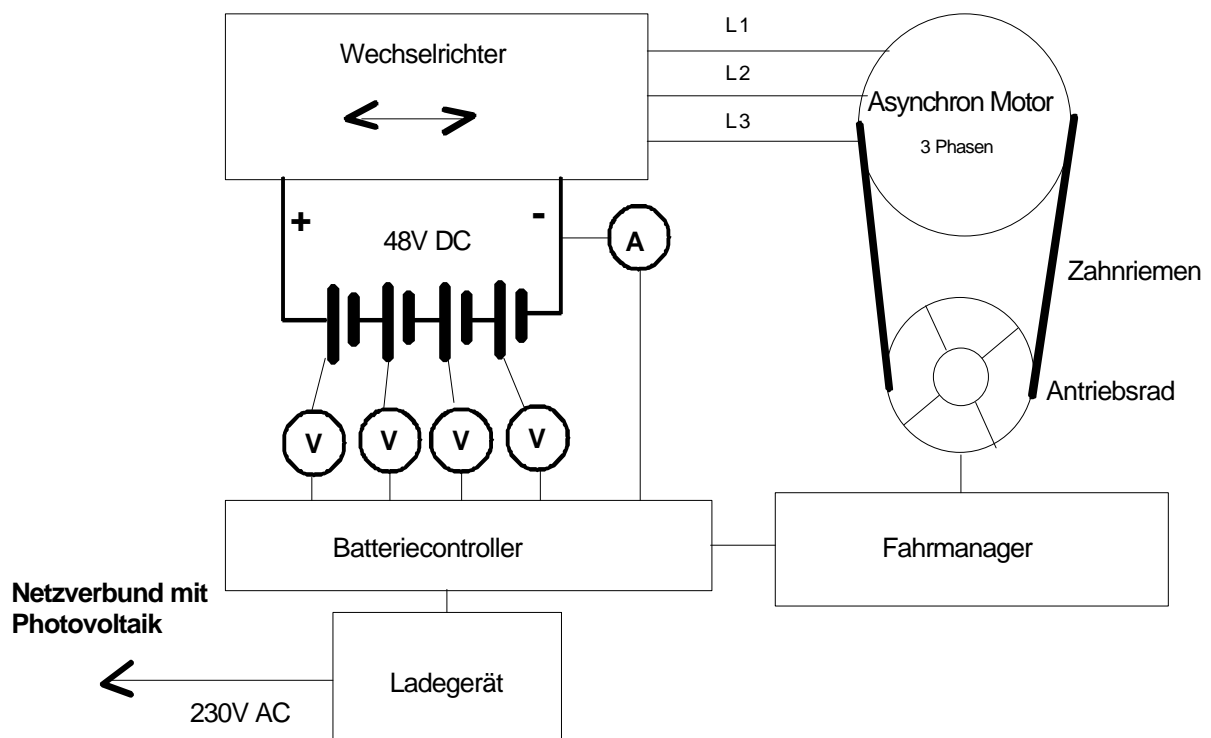 L1
Wechselrichter
L2
Asynchron Motor
L3
3 Phasen
+
-
48V DC
A
Zahnriemen
Antriebsrad
V
V
V
V
Batteriecontroller
Fahrmanager
Netzverbund mit
Photovoltaik
Ladegerät
230V AC